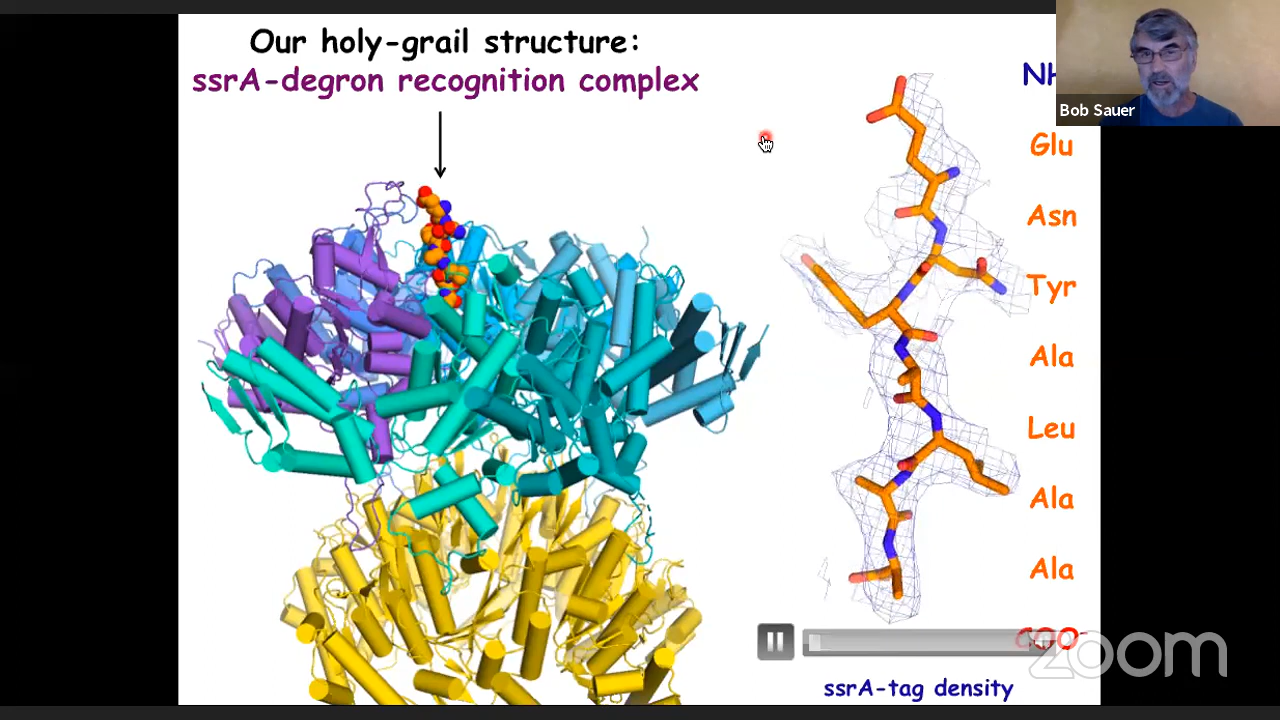 Our holy-grail structure:
ssrA-degron recognition complex
Bob Sauer
Glu
Asn
Tyr
Ala
Leu
Ala
Ala
zoom
ssrA-tag density